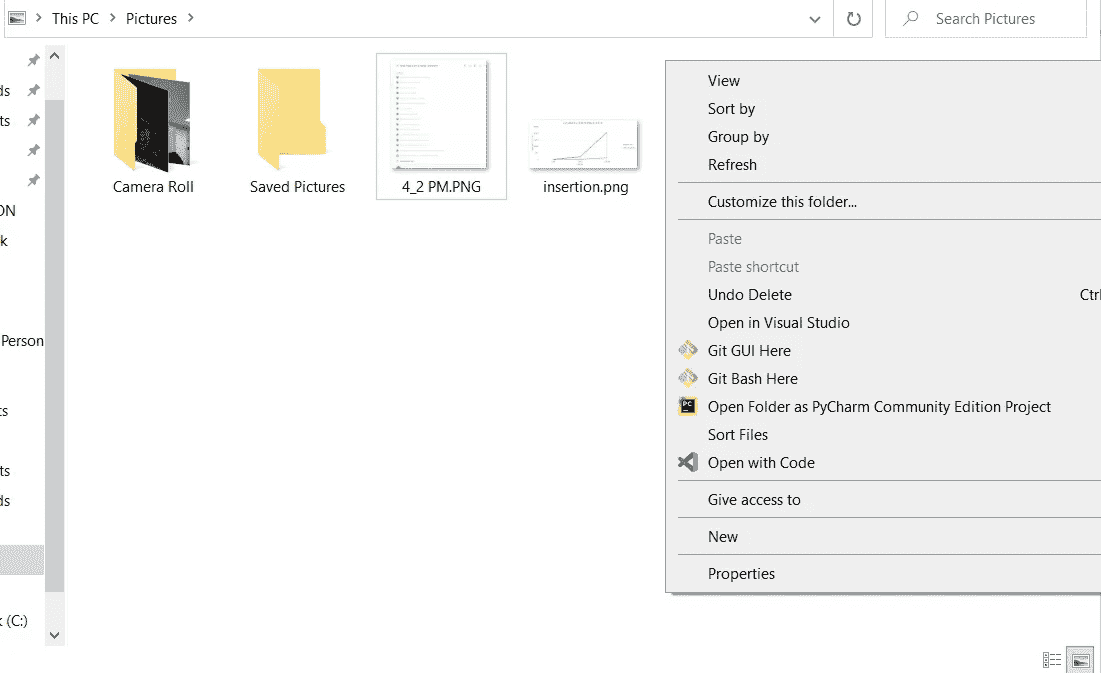 This PC
Pictures
Search Pictures
ds
ts
ON
k
Person
ts
ts
ds
k (C:)
Camera Roll
Saved Pictures
4_2 PM.PNG
insertion.png
View
Sort by
Group by
Refresh
Customize this folder...
Paste
Paste shortcut
Undo Delete
Ctrl
Open in Visual Studio
Git GUI Here
Git Bash Here
PC
Open Folder as PyCharm Community Edition Project
Sort Files
Open with Code
Give access to
New
Properties